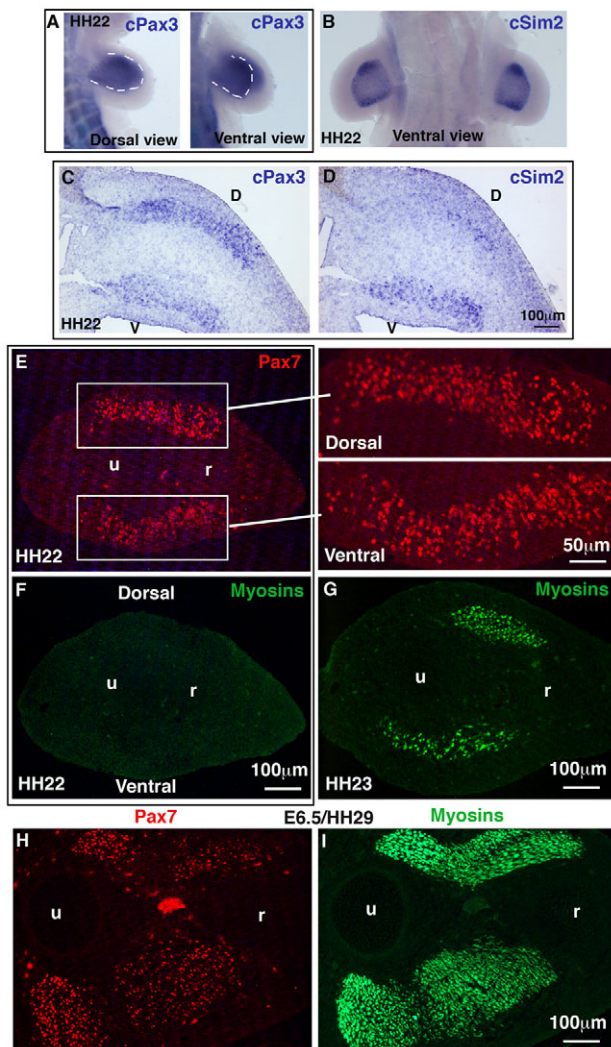 A HH22 cPax3
Dorsal view
cPax3
Ventral view
B cSim2
HH22 Ventral view
C cPax3
D
HH22 V
D cSim2
D
V 100μm
E Pax7
u r
HH22
Dorsal
Ventral 50μm
F Dorsal Myosins
u r
HH22 Ventral 100μm
G Myosins
u r
HH23 100μm
Pax7 E6.5/HH29 Myosins
H
u r
I
u r
100μm